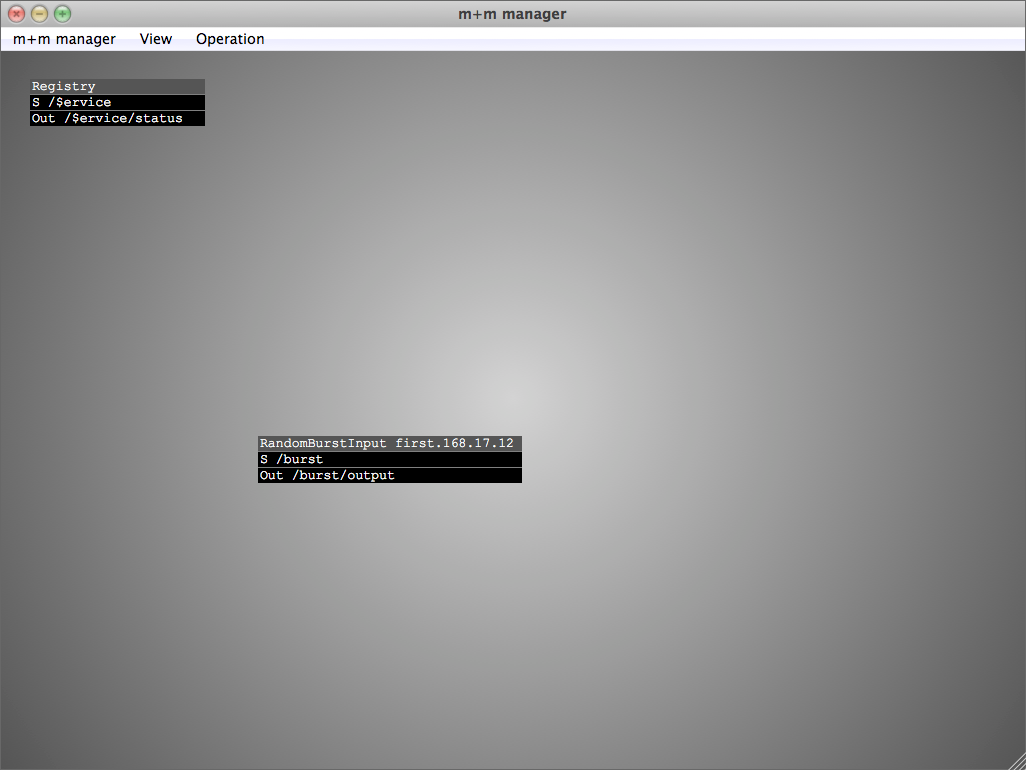 m+m manager
m+m manager View Operation
Registry
S /$ervice
Out /$ervice/status
RandomBurstInput first.168.17.12
S /burst
Out /burst/output